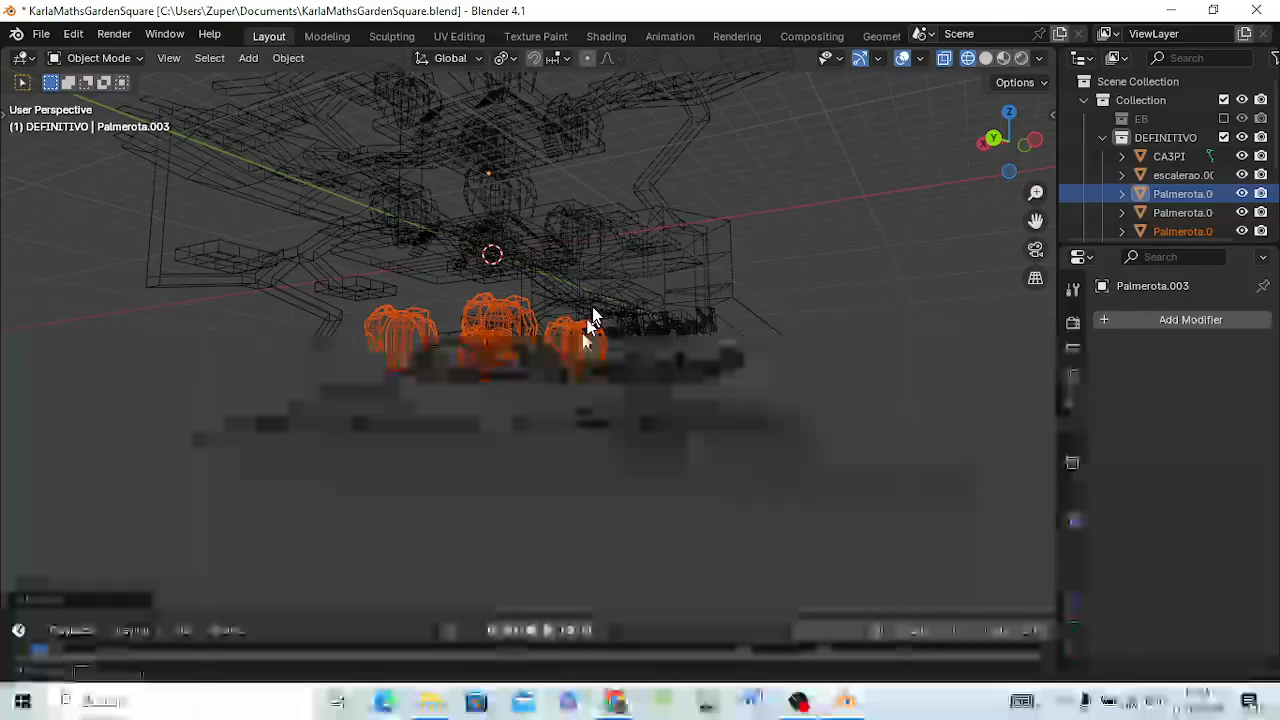 * KarlaMathsGardenSquare [C:\Users\Zuper\Documents\KarlaMathsGardenSquare.blend] - Blender 4.1
File Edit Render Window Help Layout Modeling Sculpting UV Editing Texture Paint Shading Animation Rendering Compositing Geomet Scene ViewLayer
Object Mode View Select Add Object Global Search
Options
User Perspective
(1) DEFINITIVO | Palmerota.003
Z
Y
X
Scene Collection
Collection
EB
DEFINITIVO
CA3PI
escalerao.00
Palmerota.0
Palmerota.0
Palmerota.0
Search
Palmerota.003
Add Modifier